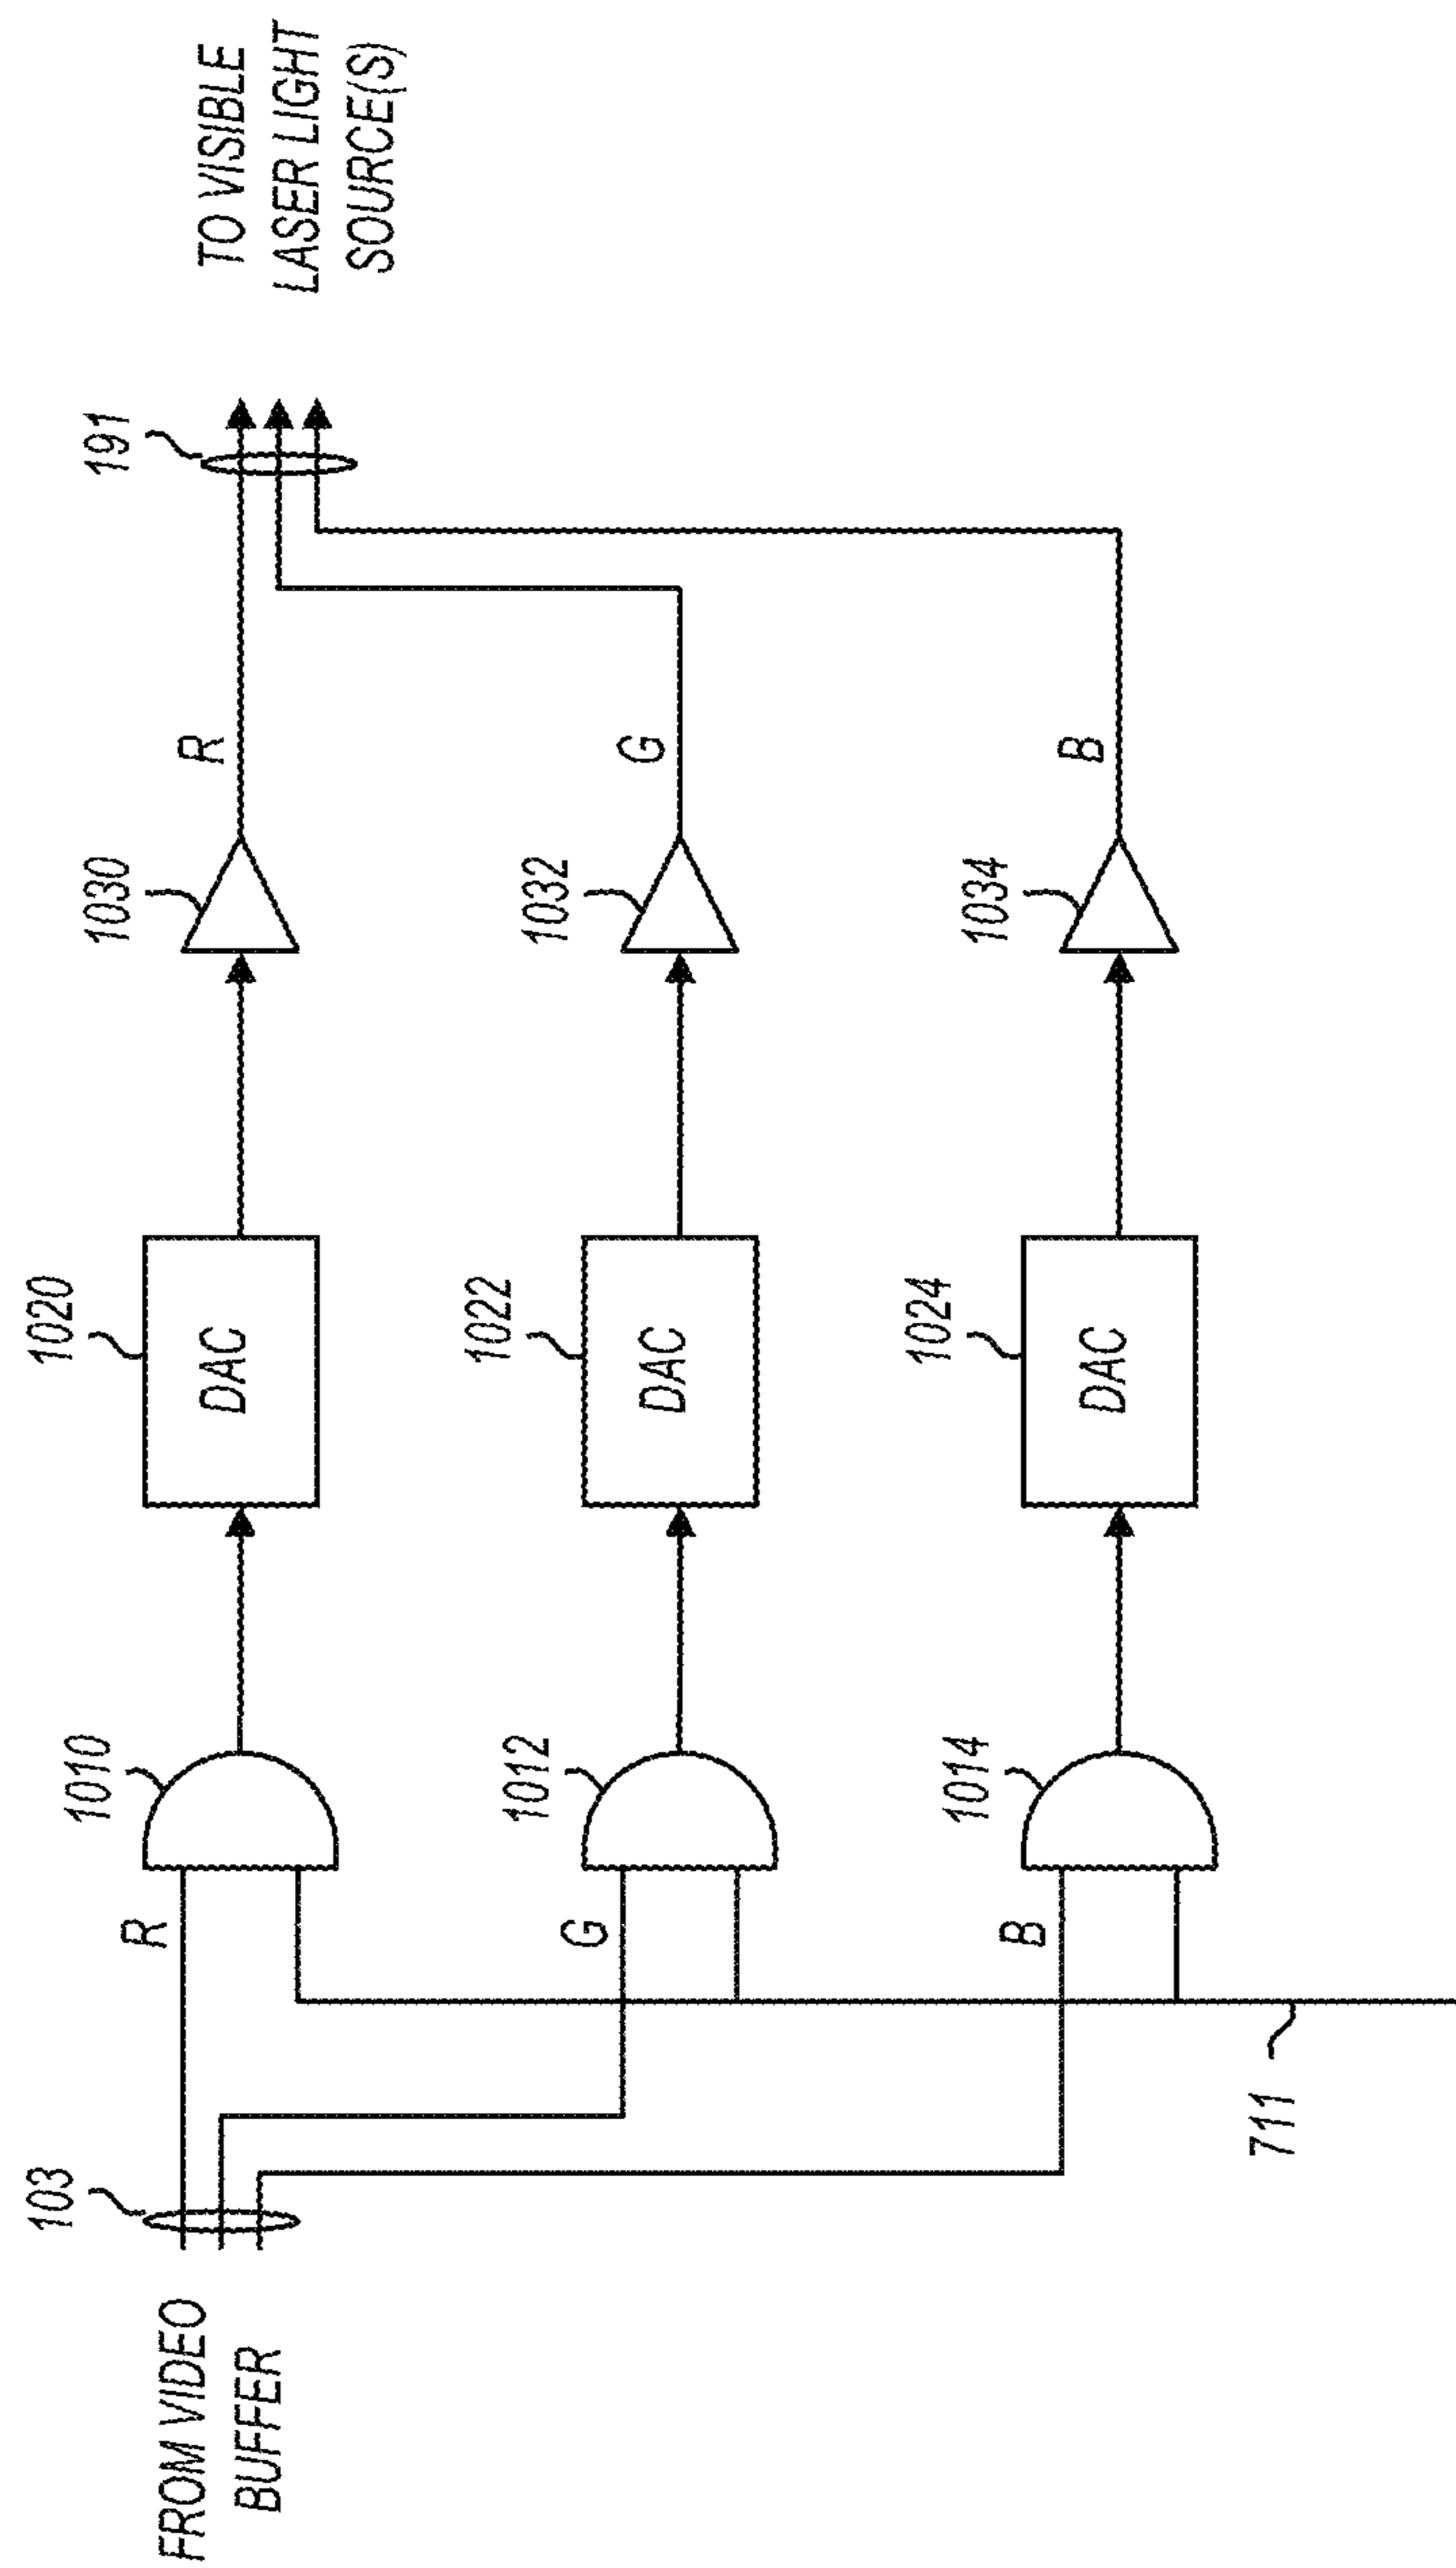 FROM VIDEO
BUFFER
103
R
G
B
711
1010
1012
1014
1020
DAC
1022
DAC
1024
DAC
1030
1032
1034
R
G
B
191
TO VISIBLE
LASER LIGHT
SOURCE(S)